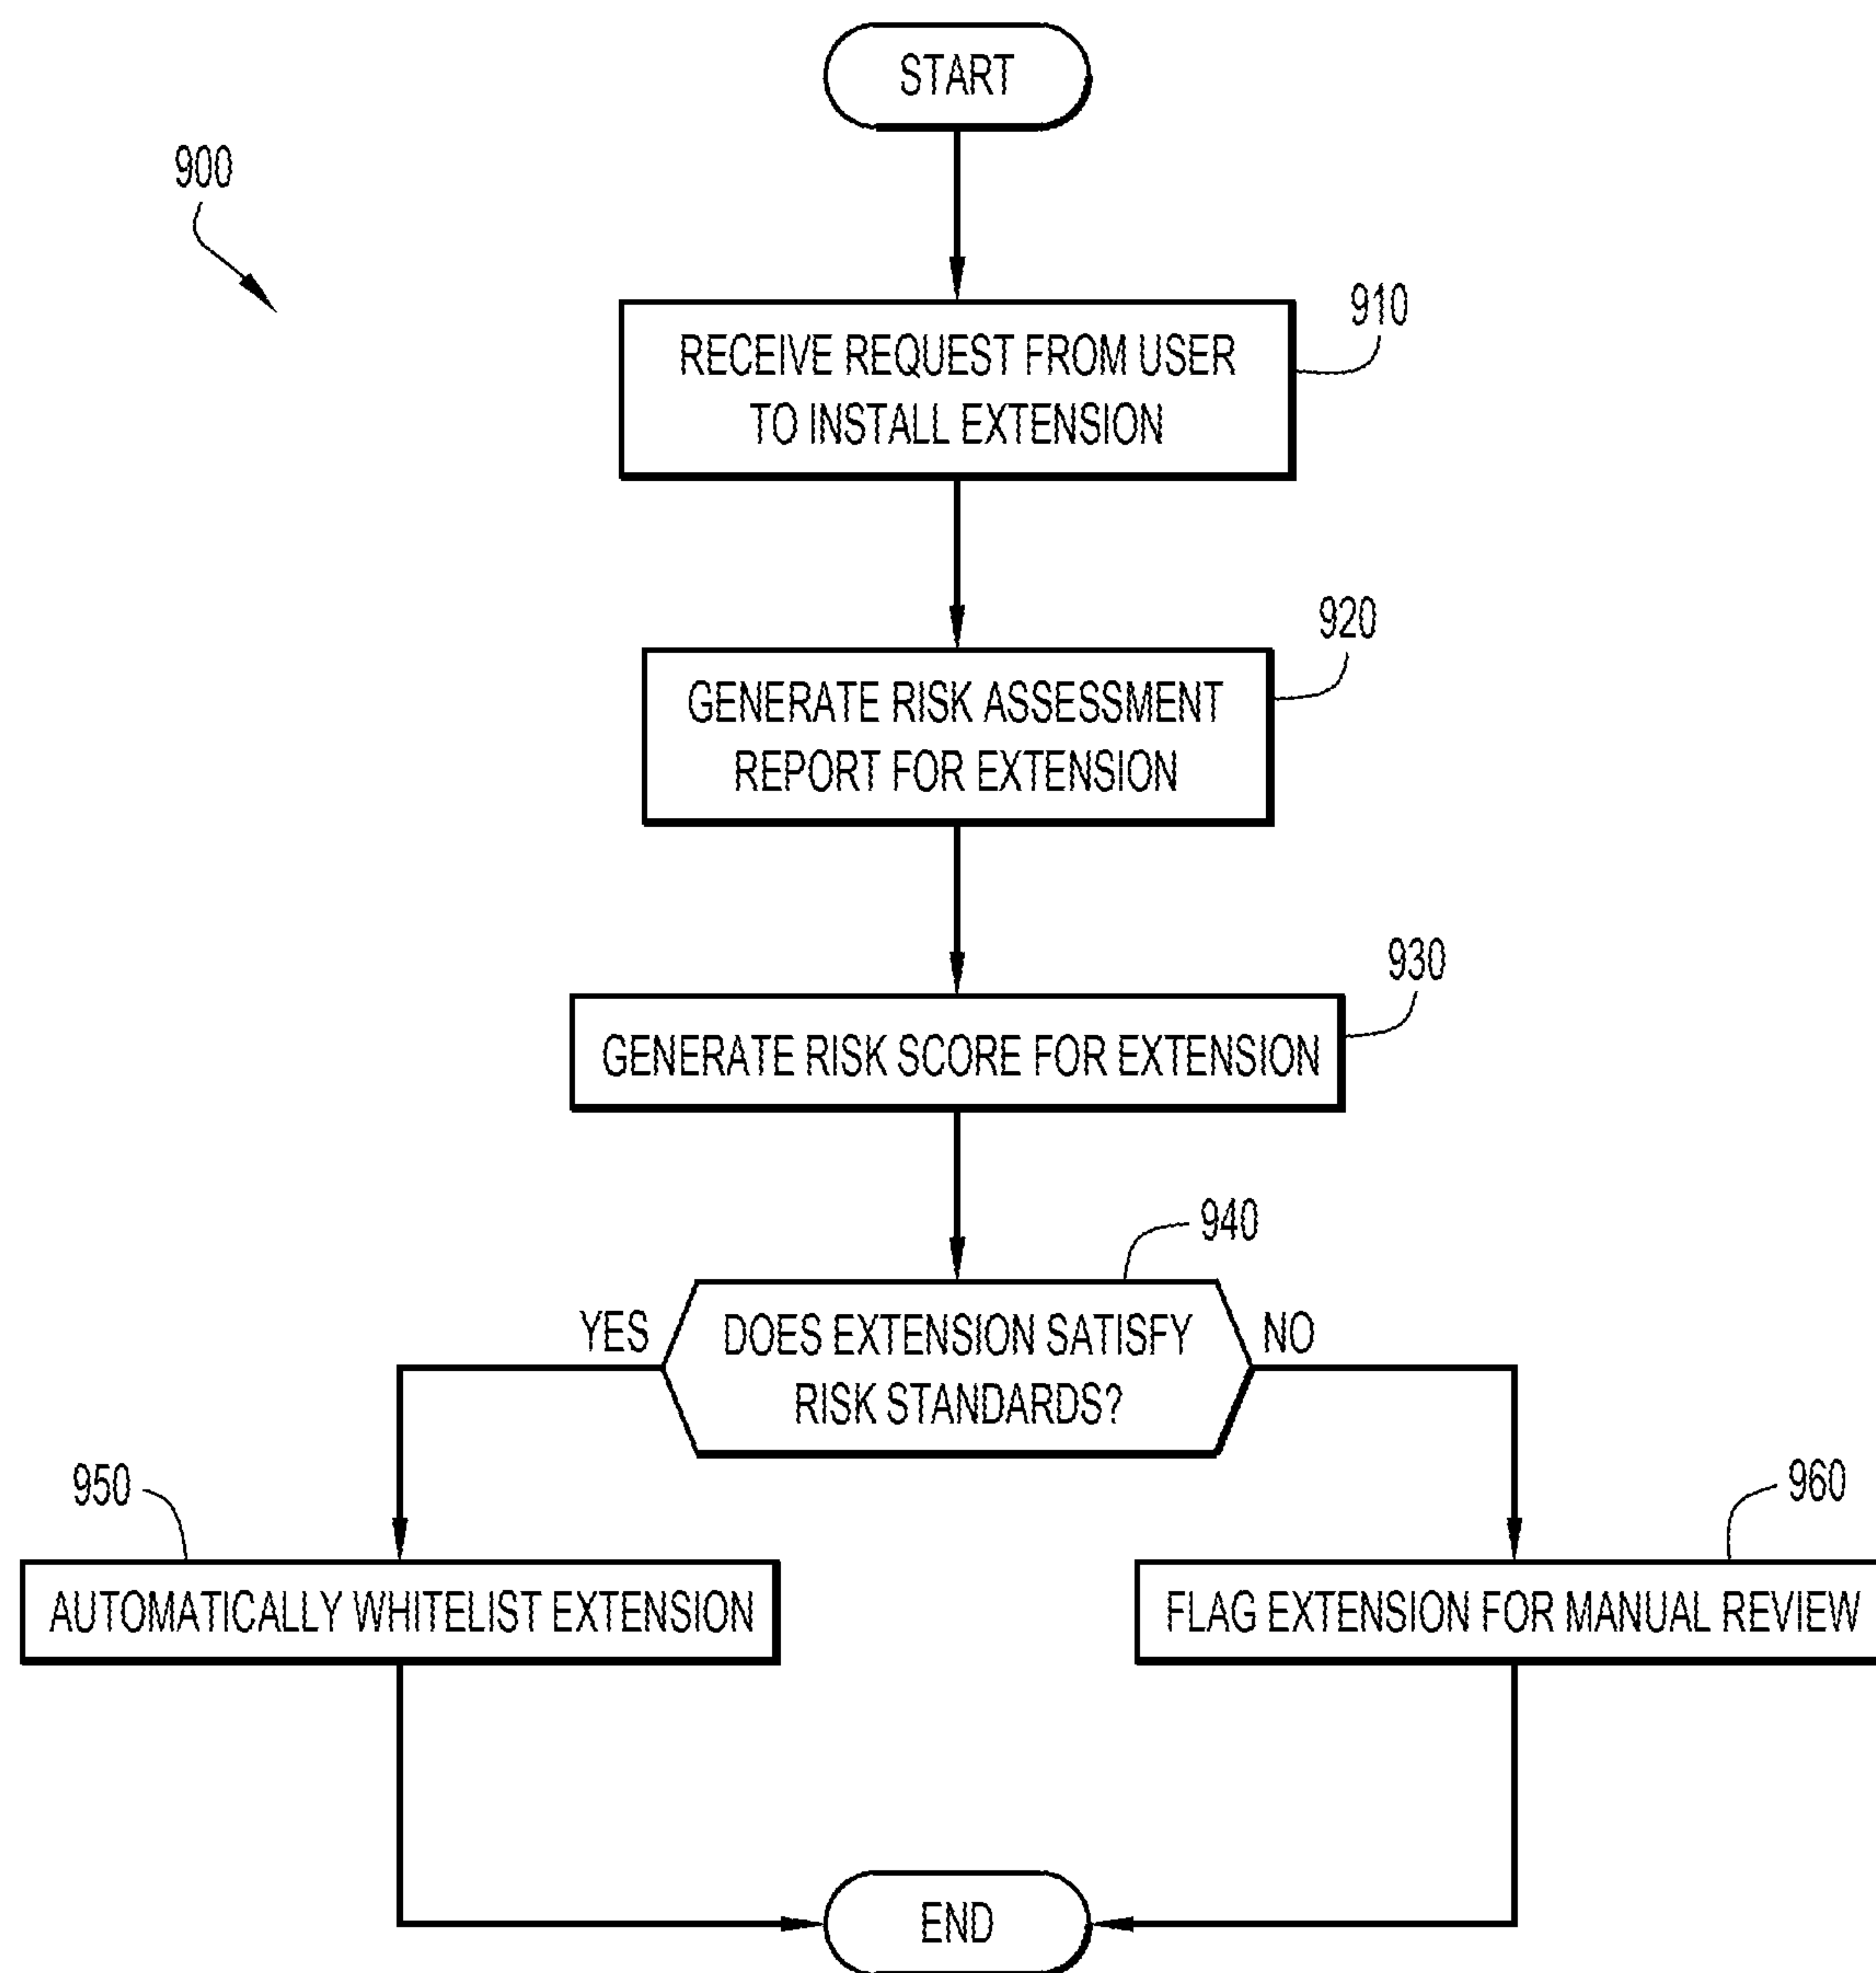 START
900
910
RECEIVE REQUEST FROM USER
TO INSTALL EXTENSION
920
GENERATE RISK ASSESSMENT
REPORT FOR EXTENSION
930
GENERATE RISK SCORE FOR EXTENSION
940
YES
DOES EXTENSION SATISFY
RISK STANDARDS?
NO
950
AUTOMATICALLY WHITELIST EXTENSION
960
FLAG EXTENSION FOR MANUAL REVIEW
END